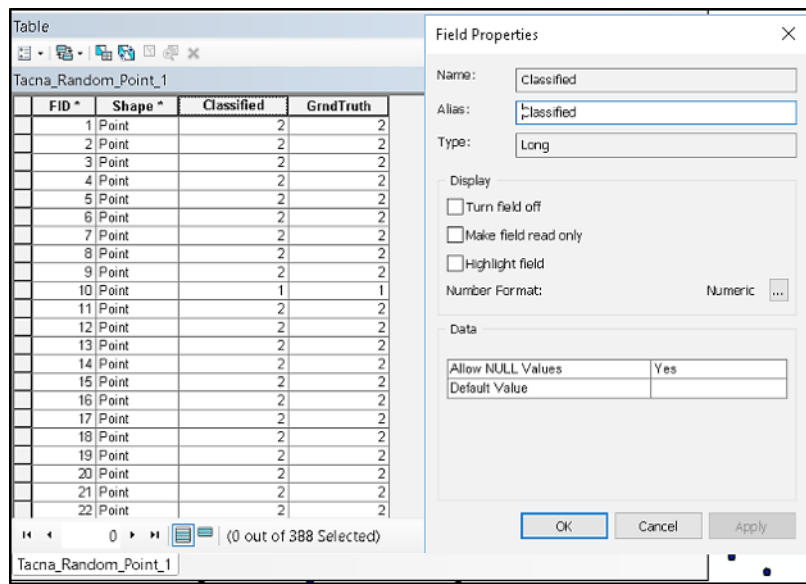 Table
Tacna_Random_Point_1
FID * Shape * Classified GrndTruth
1 Point 2 2
2 Point 2 2
3 Point 2 2
4 Point 2 2
5 Point 2 2
6 Point 2 2
7 Point 2 2
8 Point 2 2
9 Point 2 2
10 Point 1 1
11 Point 2 2
12 Point 2 2
13 Point 2 2
14 Point 2 2
15 Point 2 2
16 Point 2 2
17 Point 2 2
18 Point 2 2
19 Point 2 2
20 Point 2 2
21 Point 2 2
22 Point 2 2
0 (0 out of 388 Selected)
Tacna_Random_Point_1
Field Properties
Name: Classified
Alias: Classified
Type: Long
Display
Turn field off
Make field read only
Highlight field
Number Format: Numeric ...
Data
Allow NULL Values Yes
Default Value
OK Cancel Apply